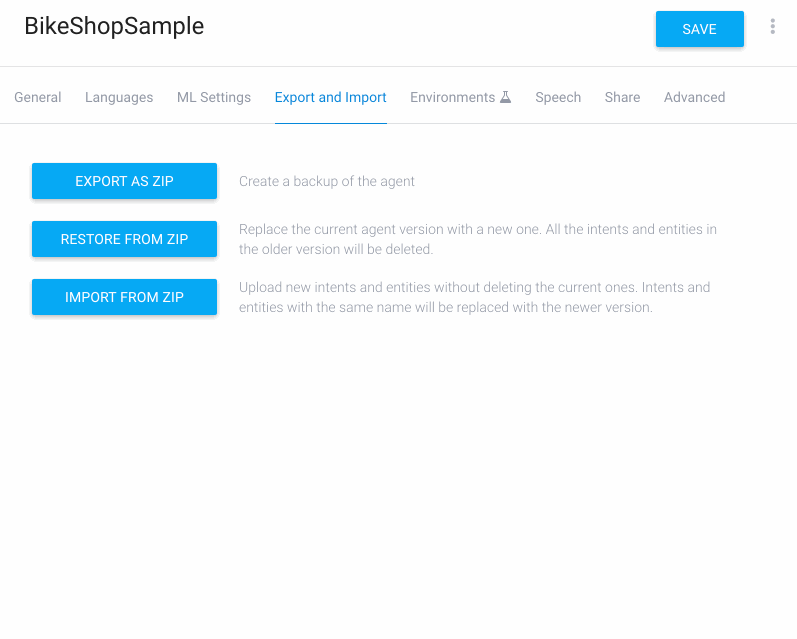 BikeShopSample
SAVE
General Languages ML Settings Export and Import Environments Speech Share Advanced
EXPORT AS ZIP
Create a backup of the agent
RESTORE FROM ZIP
Replace the current agent version with a new one. All the intents and entities in
the older version will be deleted.
IMPORT FROM ZIP
Upload new intents and entities without deleting the current ones. Intents and
entities with the same name will be replaced with the newer version.